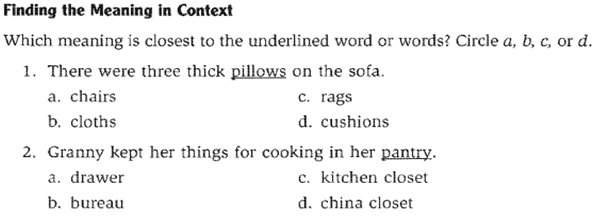 Finding the Meaning in Context
Which meaning is closest to the underlined word or words? Circle a, b, c, or d.
1. There were three thick pillows on the sofa.
a. chairs c. rags
b. cloths d. cushions
2. Granny kept her things for cooking in her pantry.
a. drawer c. kitchen closet
b. bureau d. china closet